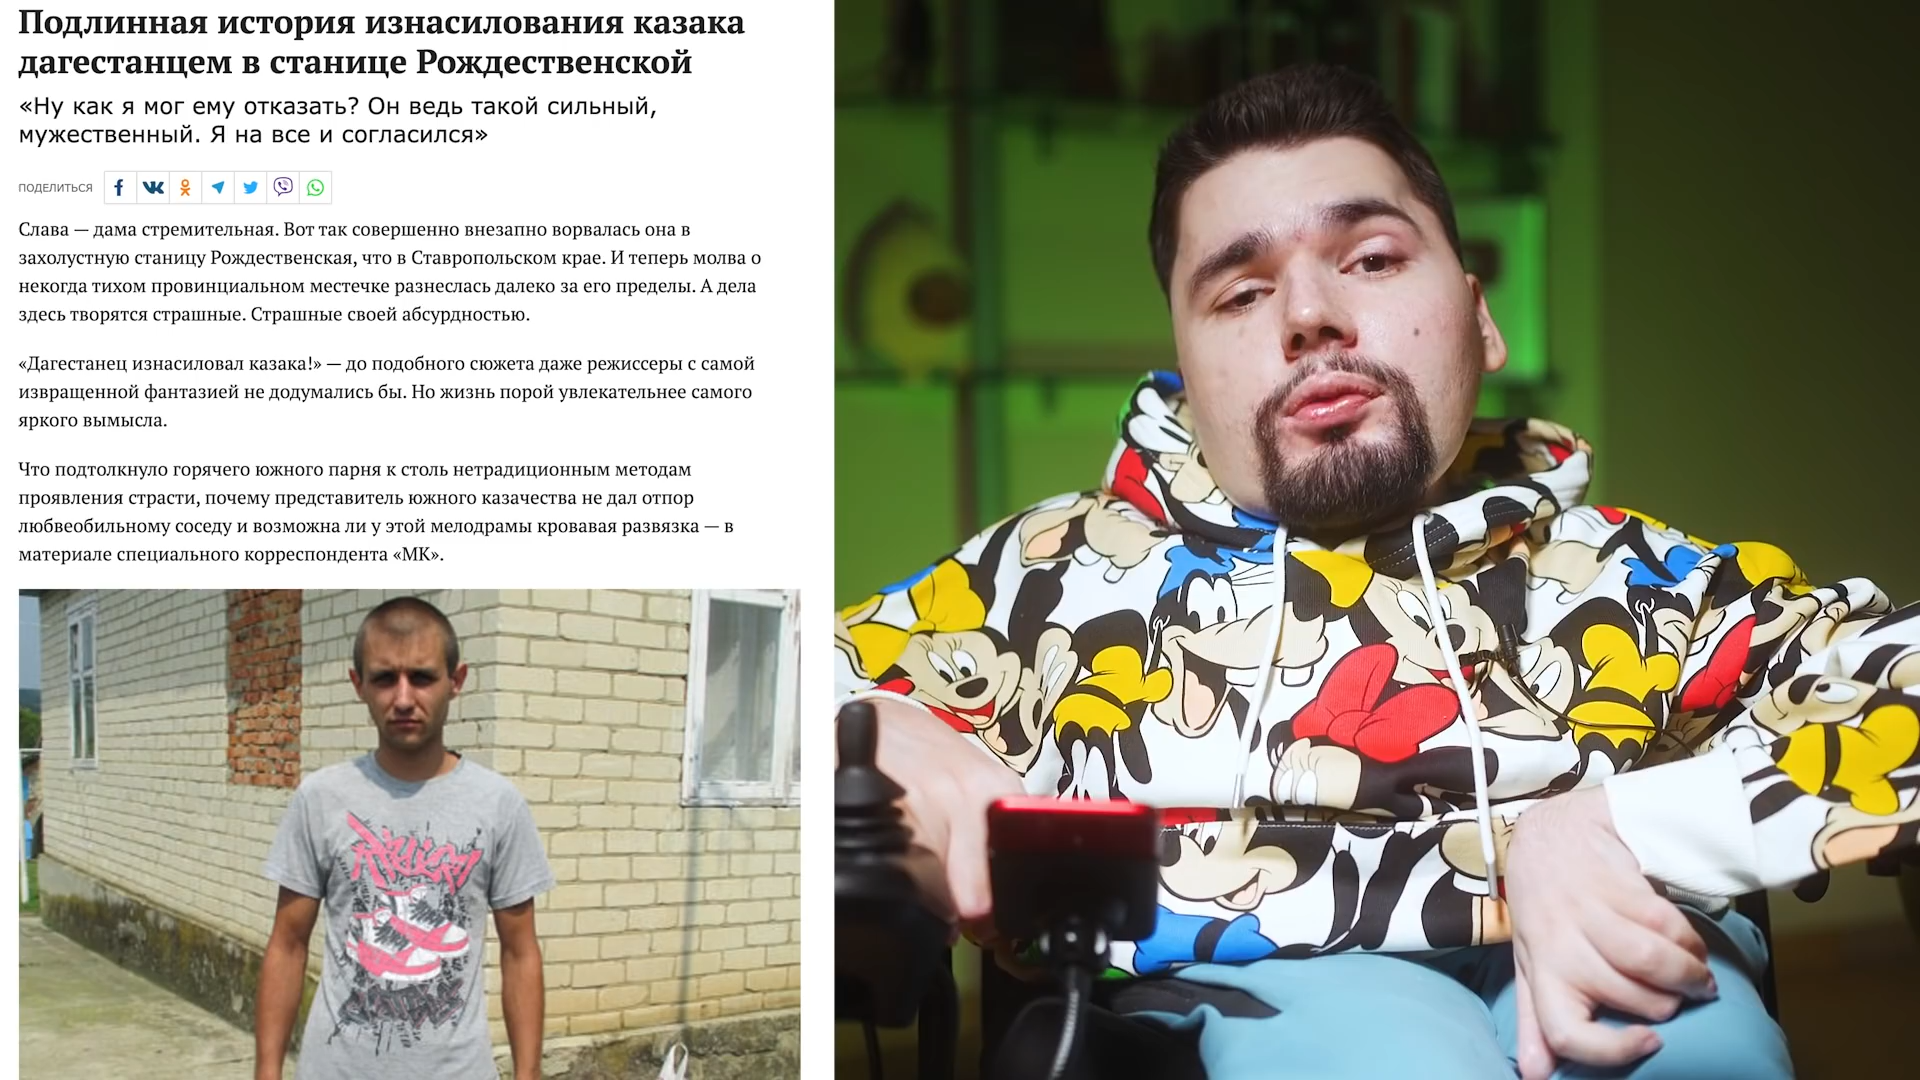 Подлинная история изнасилования казака
дагестанцем в станице Рождественской
«Ну как я мог ему отказать? Он ведь такой сильный,
мужественный. Я на все и согласился»
ПОДЕЛИТЬСЯ
Слава — дама стремительная. Вот так совершенно внезапно ворвалась она в
захолустную станицу Рождественская, что в Ставропольском крае. И теперь молва о
некогда тихом провинциальном местечке разнеслась далеко за его пределы. А дела
здесь творятся страшные. Страшные своей абсурдностью.
«Дагестанец изнасиловал казака!» — до подобного сюжета даже режиссеры с самой
извращенной фантазией не додумались бы. Но жизнь порой увлекательнее самого
яркого вымысла.
Что подтолкнуло горячего южного парня к столь нетрадиционным методам
проявления страсти, почему представитель южного казачества не дал отпор
любвеобильному соседу и возможна ли у этой мелодрамы кровавая развязка — в
материале специального корреспондента «МК».